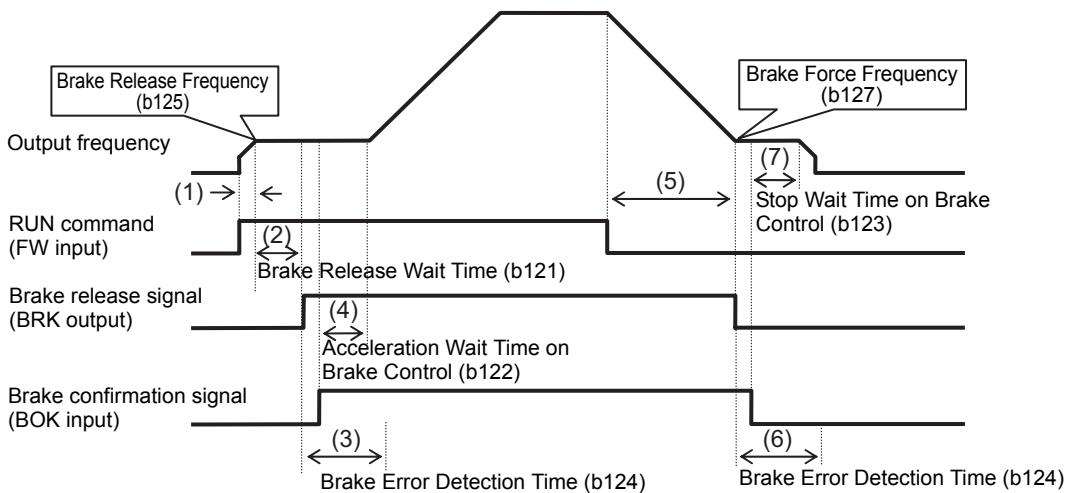 Brake Release Frequency
(b125)
Brake Force Frequency
(b127)
Output frequency
(1)
(5)
(7)
Stop Wait Time on Brake
Control (b123)
RUN command
(FW input)
(2)
Brake Release Wait Time (b121)
Brake release signal
(BRK output)
(4)
Acceleration Wait Time on
Brake Control (b122)
Brake confirmation signal
(BOK input)
(3)
(6)
Brake Error Detection Time (b124)
Brake Error Detection Time (b124)